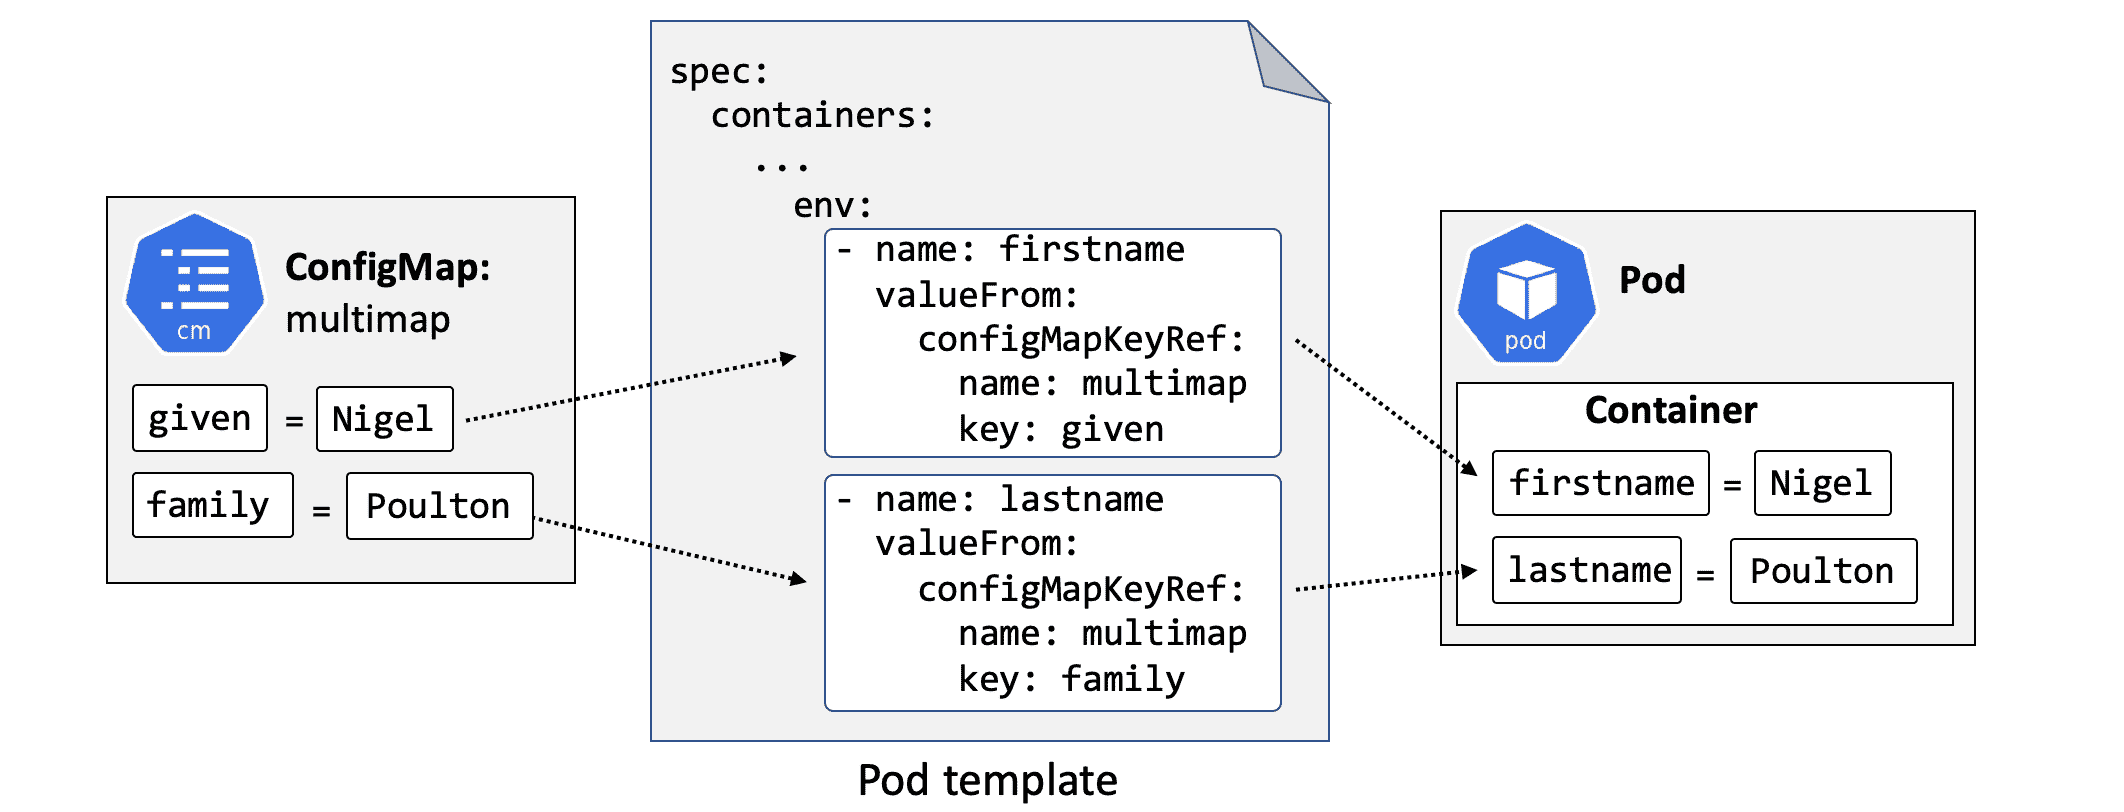 ConfigMap:
multimap
cm
given = Nigel
family = Poulton
spec:
containers:
...
env:
- name: firstname
valueFrom:
configMapKeyRef:
name: multimap
key: given
- name: lastname
valueFrom:
configMapKeyRef:
name: multimap
key: family
Pod template
Pod
pod
Container
firstname = Nigel
lastname = Poulton